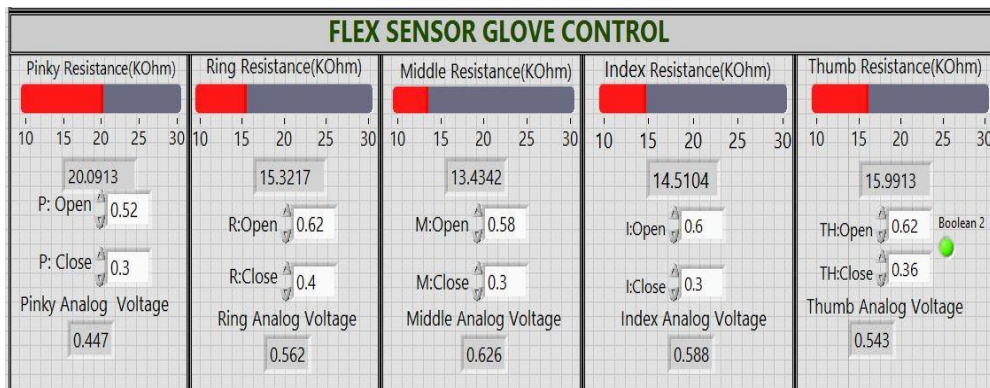 FLEX SENSOR GLOVE CONTROL
Pinky Resistance(KOhm)
10 15 20 25 30
20.0913
P: Open 0.52
P: Close 0.3
Pinky Analog Voltage
0.447
Ring Resistance(KOhm)
10 15 20 25 30
15.3217
R:Open 0.62
R:Close 0.4
Ring Analog Voltage
0.562
Middle Resistance(KOhm)
10 15 20 25 30
13.4342
M:Open 0.58
M:Close 0.3
Middle Analog Voltage
0.626
Index Resistance(KOhm)
10 15 20 25 30
14.5104
I:Open 0.6
I:Close 0.3
Index Analog Voltage
0.588
Thumb Resistance(KOhm)
10 15 20 25 30
15.9913
TH:Open 0.62
Boolean 2
TH:Close 0.36
Thumb Analog Voltage
0.543